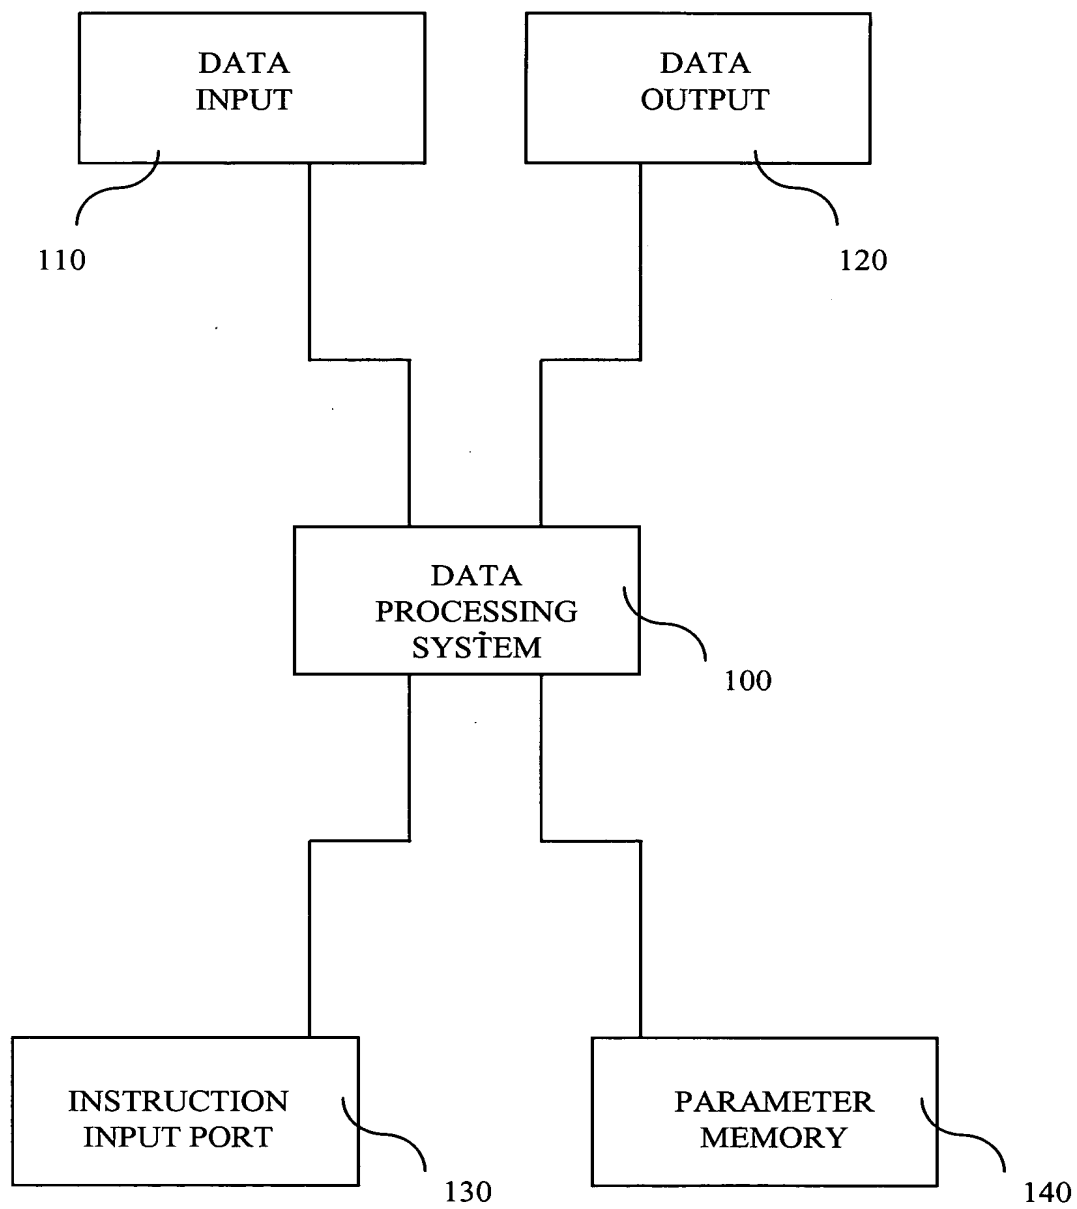 DATA
INPUT
DATA
OUTPUT
110
120
DATA
PROCESSING
SYSTEM
100
INSTRUCTION
INPUT PORT
PARAMETER
MEMORY
130
140